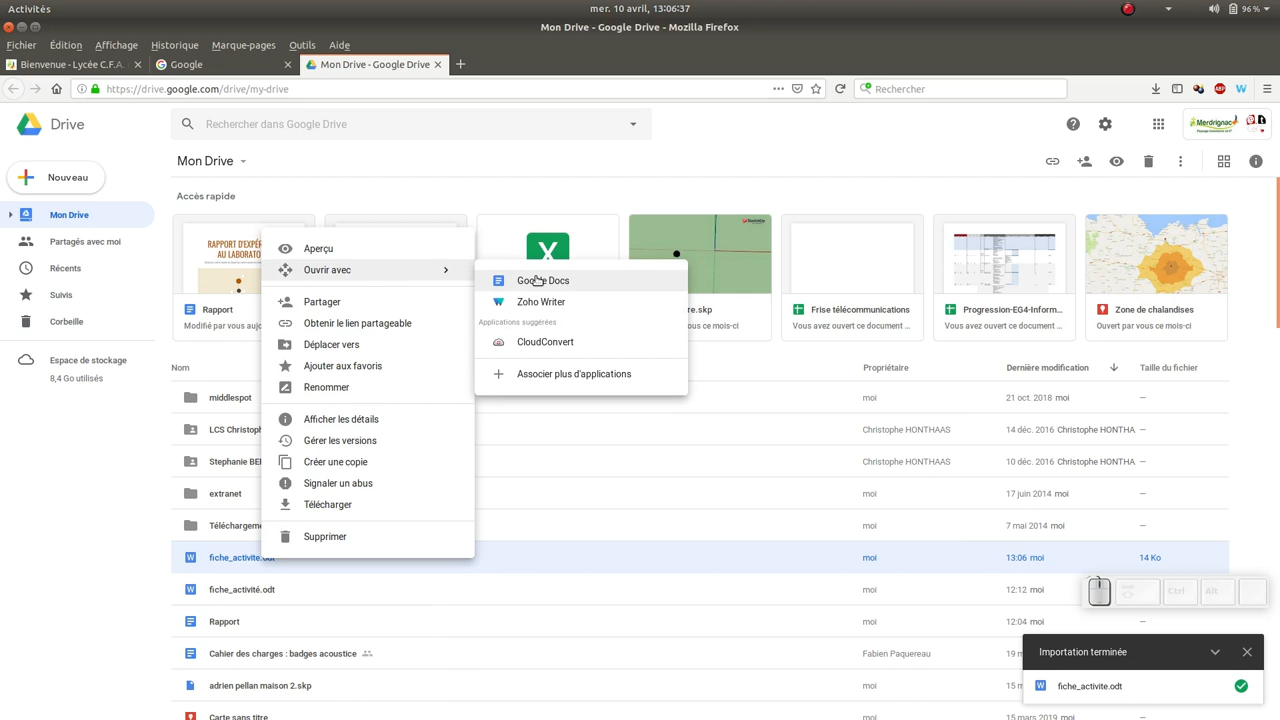 Activités
mer. 10 avril, 13:06:37
96 %
Mon Drive - Google Drive - Mozilla Firefox
Fichier Édition Affichage Historique Marque-pages Outils Aide
Bienvenue - Lycée C.F.A.
Google
Mon Drive - Google Drive
https://drive.google.com/drive/my-drive
Rechercher
Drive
Rechercher dans Google Drive
Merdrignac
Nouveau
Mon Drive
Accès rapide
Mon Drive
Partagés avec moi
Récents
Suivis
Corbeille
Espace de stockage
8,4 Go utilisés
RAPPORT D'EXPÉ
AU LABORATO
Rapport
Modifié par vous aujo
re.skp
us ce mois-ci
Frise télécommunications
Vous avez ouvert ce document ...
Progression-EG4-Inform...
Vous avez ouvert ce document ...
Zone de chalandises
Ouvert par vous ce mois-ci
Aperçu
Ouvrir avec
Partager
Obtenir le lien partageable
Déplacer vers
Ajouter aux favoris
Renommer
Afficher les détails
Gérer les versions
Créer une copie
Signaler un abus
Télécharger
Supprimer
Google Docs
Zoho Writer
Applications suggérées
CloudConvert
Associer plus d'applications
Nom Propriétaire Dernière modification Taille du fichier
middlespot moi 21 oct. 2018 moi —
LCS Christoph Christophe HONTHAAS 14 déc. 2016 Christophe HONTHA —
Stephanie BE Christophe HONTHAAS 10 déc. 2016 Christophe HONTHA —
extranet moi 17 juin 2014 moi —
Téléchargeme moi 7 mai 2014 moi —
fiche_activite.odt moi 13:06 moi 14 Ko
fiche_activité.odt moi 12:12 moi
Rapport moi 12:04 moi —
Cahier des charges : badges acoustice Fabien Paquereau 19 m
adrien pellan maison 2.skp moi 15 m
Carte sans titre moi 15 mars 2019 moi —
Ctrl Alt
Importation terminée
fiche_activite.odt